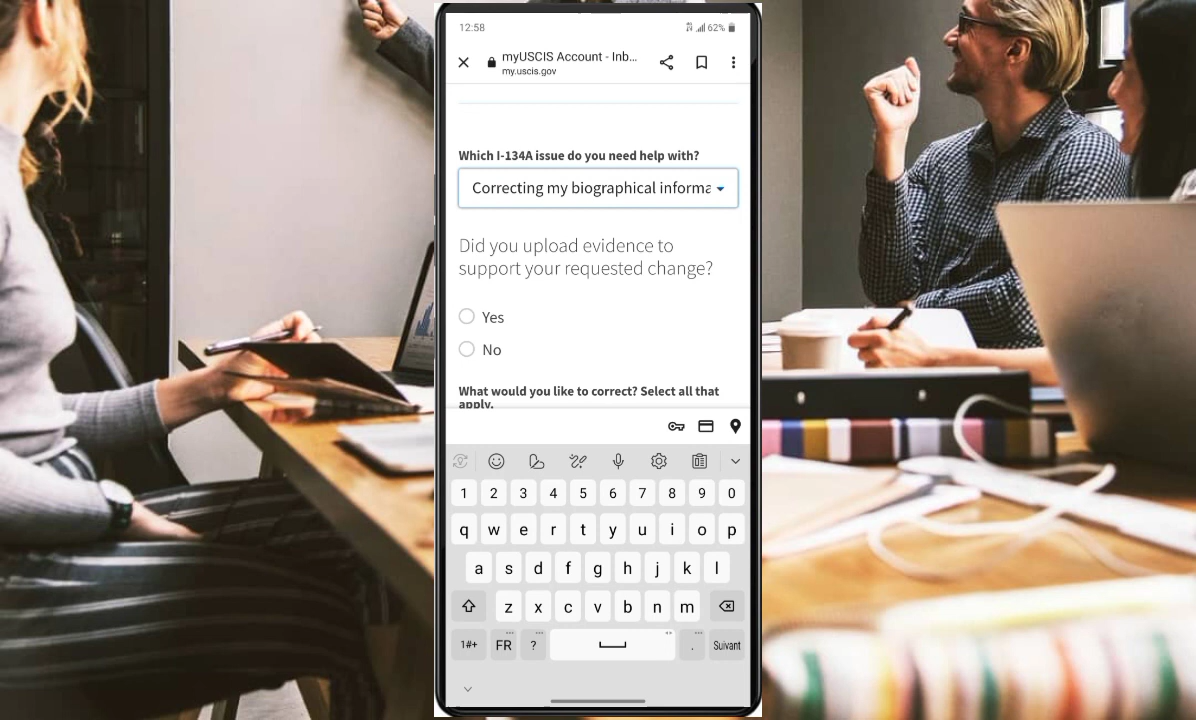 12:58
62%
myUSCIS Account - Inb...
my.uscis.gov
Which I-134A issue do you need help with?
Correcting my biographical informa
Did you upload evidence to
support your requested change?
Yes
No
What would you like to correct? Select all that
apply.
1 2 3 4 5 6 7 8 9 0
q w e r t y u i o p
a s d f g h j k l
z x c v b n m
1#+ FR ? . Suivant